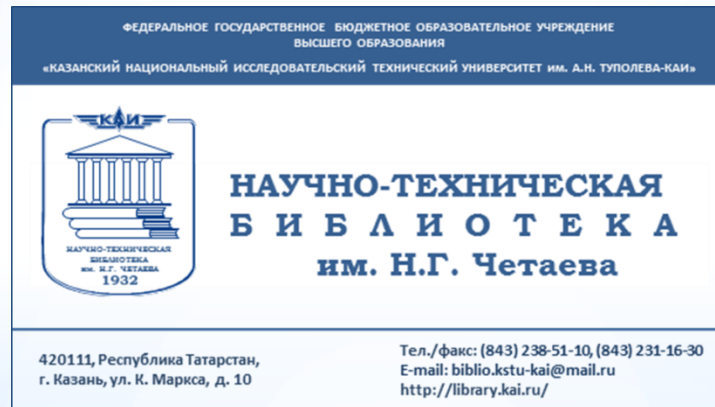 ФЕДЕРАЛЬНОЕ ГОСУДАРСТВЕННОЕ БЮДЖЕТНОЕ ОБРАЗОВАТЕЛЬНОЕ УЧРЕЖДЕНИЕ
ВЫСШЕГО ОБРАЗОВАНИЯ
«КАЗАНСКИЙ НАЦИОНАЛЬНЫЙ ИССЛЕДОВАТЕЛЬСКИЙ ТЕХНИЧЕСКИЙ УНИВЕРСИТЕТ им. А.Н. ТУПОЛЕВА-КАИ»
КАИ
НАУЧНО-ТЕХНИЧЕСКАЯ
БИБЛИОТЕКА
им. Н.Г. ЧЕТАЕВА
1932
НАУЧНО-ТЕХНИЧЕСКАЯ
Б И Б Л И О Т Е К А
им. Н.Г. Четаева
420111, Республика Татарстан,
г. Казань, ул. К. Маркса, д. 10
Тел./факс: (843) 238-51-10, (843) 231-16-30
E-mail: biblio.kstu-kai@mail.ru
http://library.kai.ru/